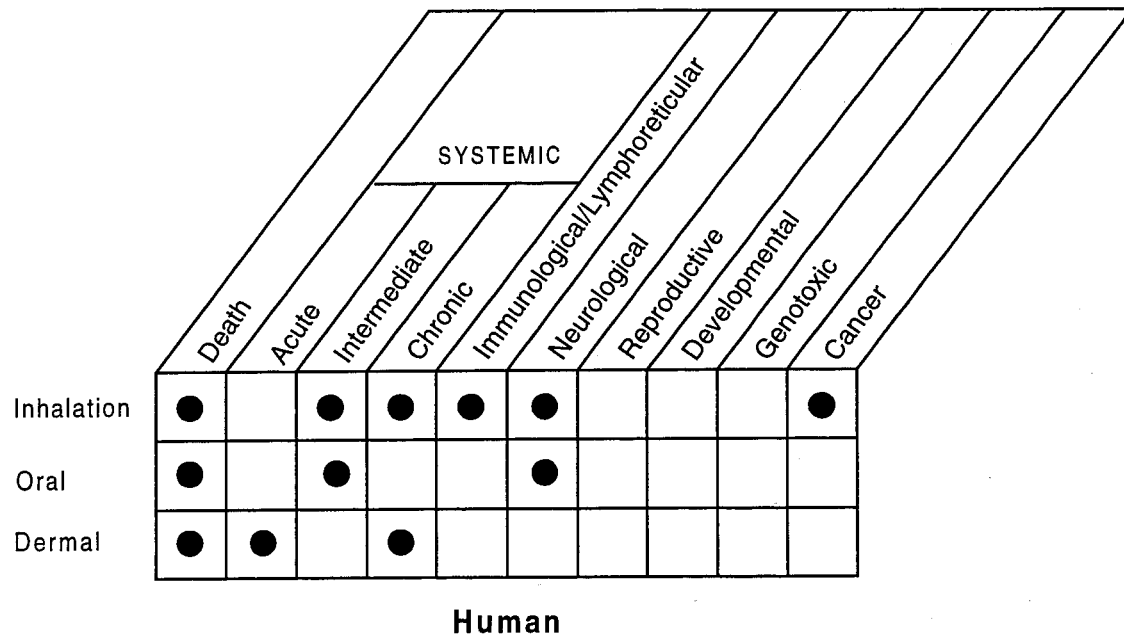 SYSTEMIC
Death
Acute
Intermediate
Chronic
Immunological/Lymphoreticular
Neurological
Reproductive
Developmental
Genotoxic
Cancer
Inhalation
Oral
Dermal
Human